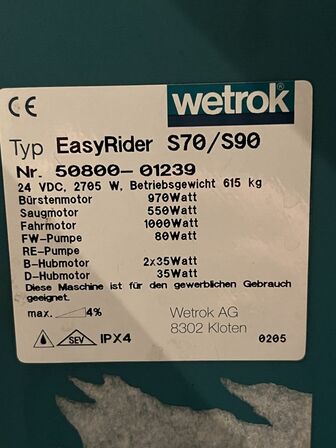 CE
wetrok
Typ EasyRider S70/S90
Nr. 50800-01239
24 VDC, 2705 W, Betriebsgewicht 615 kg
Bürstenmotor 970Watt
Saugmotor 550Watt
Fahrmotor 1000Watt
FW-Pumpe 80Watt
RE-Pumpe
B-Hubmotor 2x35Watt
D-Hubmotor 35Watt
Diese Maschine ist für den gewerblichen Gebrauch
geeignet.
max. 4% Wetrok AG
8302 Kloten
SEV IPX4 0205